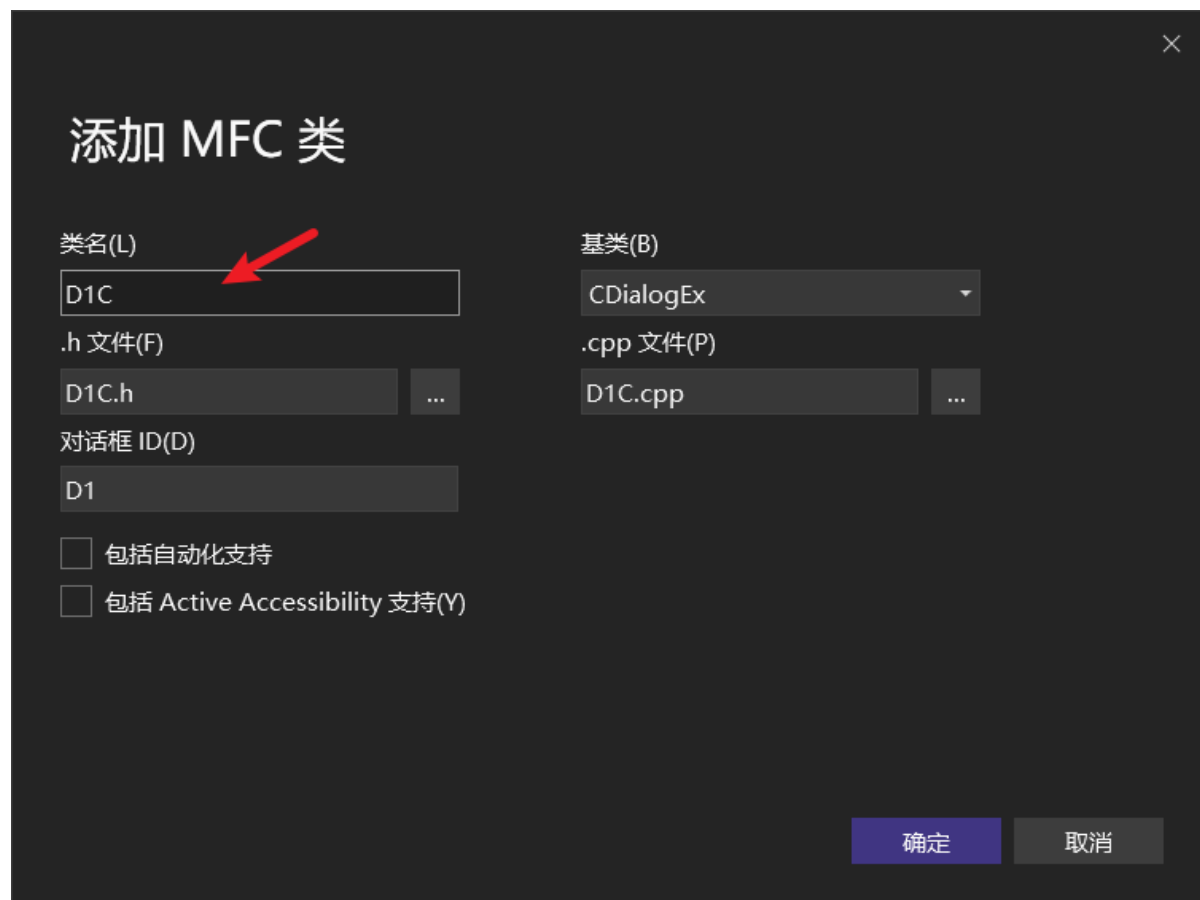 添加 MFC 类
类名(L)
基类(B)
D1C
CDialogEx
.h 文件(F)
.cpp 文件(P)
D1C.h
...
D1C.cpp
...
对话框 ID(D)
D1
包括自动化支持
包括 Active Accessibility 支持(Y)
确定
取消